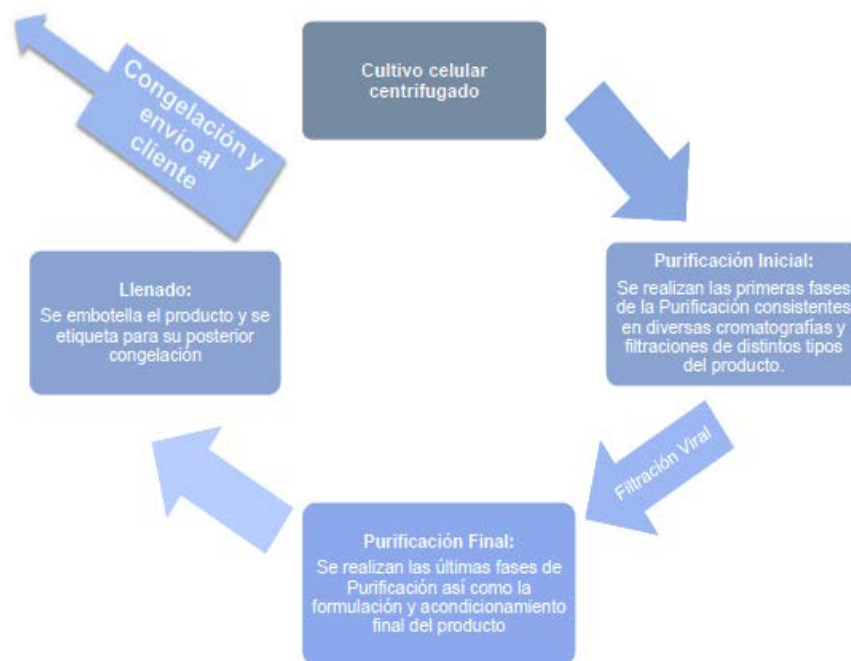 Cultivo celular
centrifugado
Purificación Inicial:
Se realizan las primeras fases
de la Purificación consistentes
en diversas cromatografías y
filtraciones de distintos tipos
del producto.
Filtración Viral
Purificación Final:
Se realizan las últimas fases de
Purificación así como la
formulación y acondicionamiento
final del producto
Llenado:
Se embotella el producto y se
etiqueta para su posterior
congelación
Congelación y
envío al
cliente